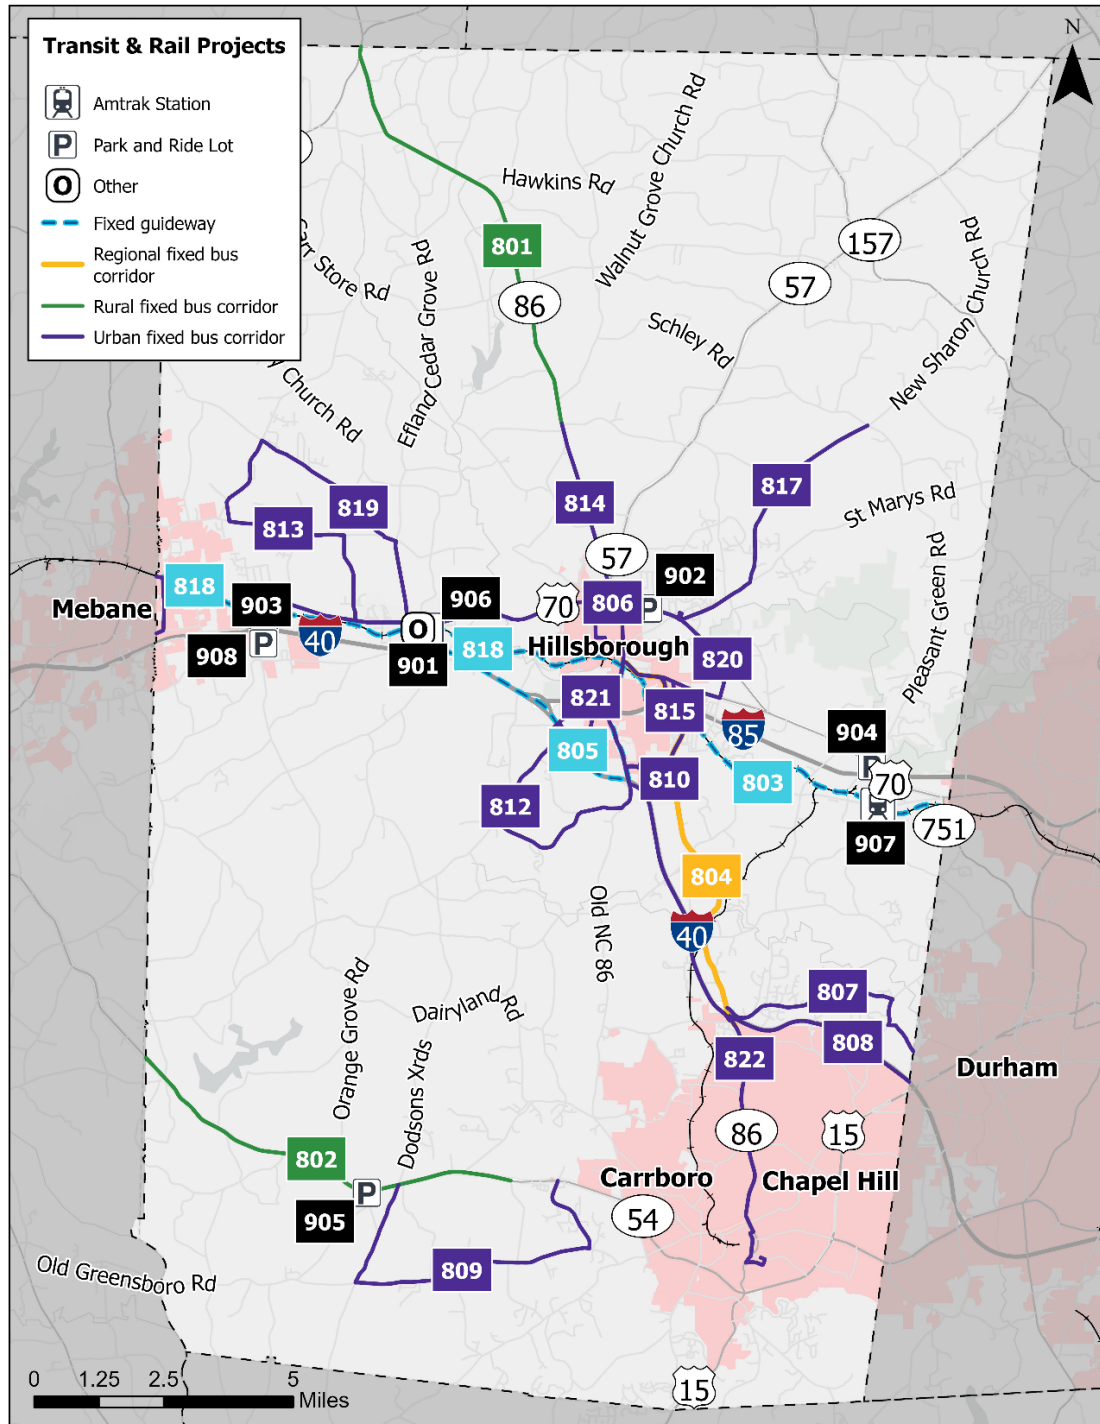 Transit & Rail Projects
Amtrak Station
P
Park and Ride Lot
O
Other
Fixed guideway
Regional fixed bus
corridor
Rural fixed bus corridor
Urban fixed bus corridor
N
Hawkins Rd
Walnut Grove Church Rd
801
86
157
57
Store Rd
Efland Cedar Grove Rd
Schley Rd
New Sharon Church Rd
Church Rd
819
813
814
817
St Marys Rd
57
902
Pleasant Green Rd
818
903
906
70
806
P
Mebane
O
Hillsborough
908
P
40
901
818
820
821
815
85
904
805
810
803
P
70
812
751
907
804
Old NC 86
40
Orange Grove Rd
Dairyland Rd
807
808
822
Durham
Dodsons Xrds
86
15
802
P
Carrboro
Chapel Hill
905
54
809
Old Greensboro Rd
15
0 1.25 2.5 5
Miles